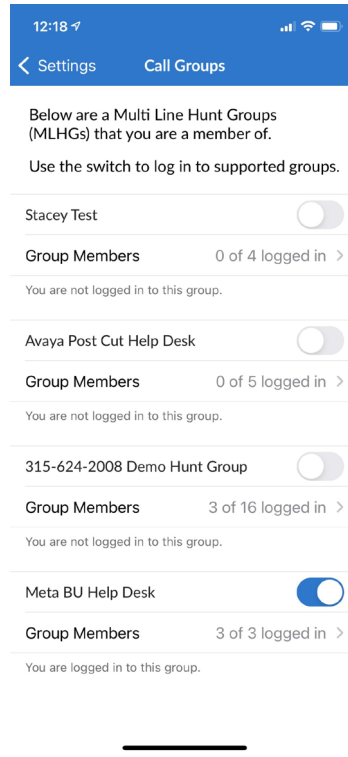 12:18
Settings
Call Groups
Below are a Multi Line Hunt Groups
(MLHGs) that you are a member of.
Use the switch to log in to supported groups.
Stacey Test
Group Members 0 of 4 logged in
You are not logged in to this group.
Avaya Post Cut Help Desk
Group Members 0 of 5 logged in
You are not logged in to this group.
315-624-2008 Demo Hunt Group
Group Members 3 of 16 logged in
You are not logged in to this group.
Meta BU Help Desk
Group Members 3 of 3 logged in
You are logged in to this group.